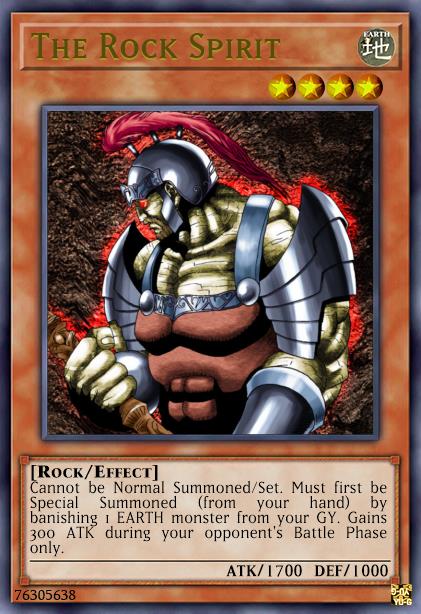 The Rock Spirit
EARTH
地
[Rock/Effect]
Cannot be Normal Summoned/Set. Must first be
Special Summoned (from your hand) by
banishing 1 EARTH monster from your GY. Gains
300 ATK during your opponent's Battle Phase
only.
ATK/1700 DEF/1000
76305638